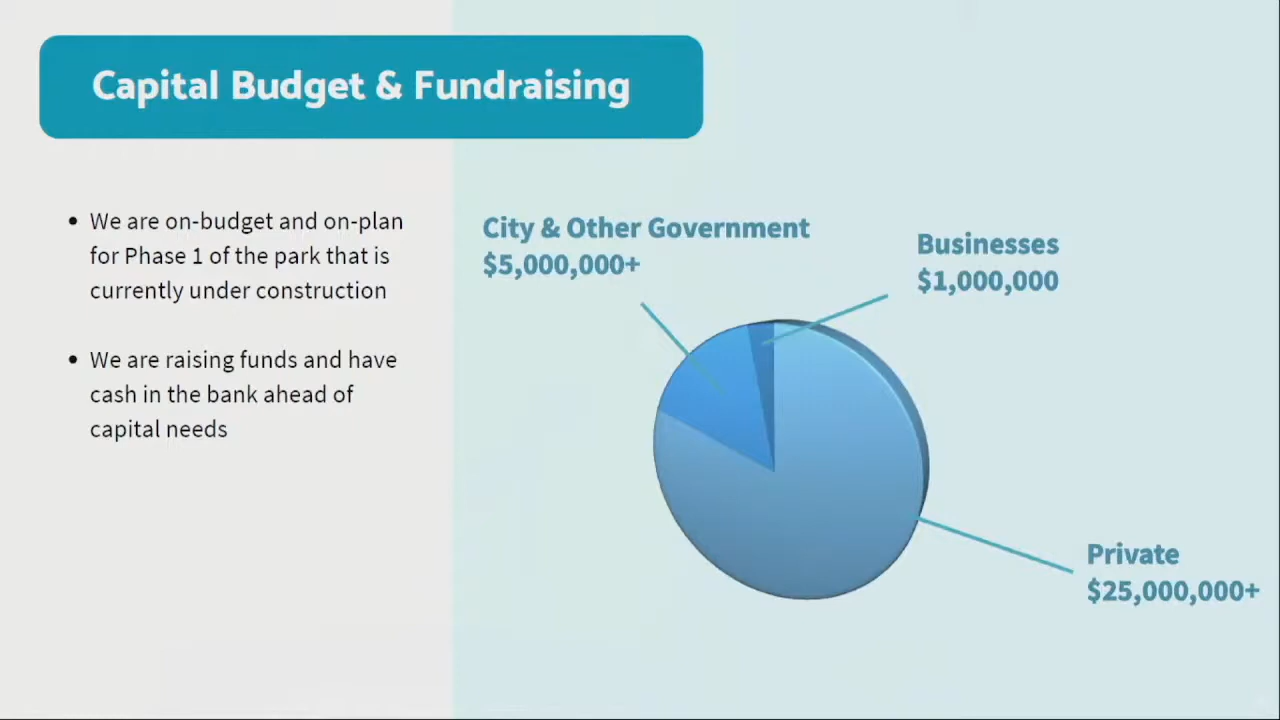 Capital Budget & Fundraising
• We are on-budget and on-plan
for Phase 1 of the park that is
currently under construction
• We are raising funds and have
cash in the bank ahead of
capital needs
City & Other Government
$5,000,000+
Businesses
$1,000,000
Private
$25,000,000+